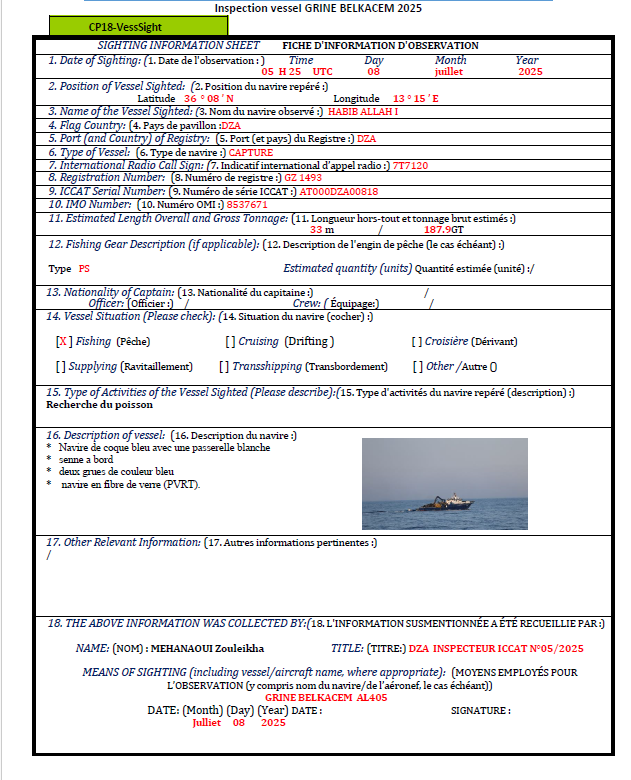 Inspection vessel GRINE BELKACEM 2025
CP18-VessSight
SIGHTING INFORMATION SHEET FICHE D'INFORMATION D'OBSERVATION
1. Date of Sighting: (1. Date de l'observation : ) Time Day Month Year
05 H 25 UTC 08 juillet 2025
2. Position of Vessel Sighted: (2. Position du navire repéré :)
Latitude 36 ° 08 ' N Longitude 13 ° 15 ' E
3. Name of the Vessel Sighted: (3. Nom du navire observé :) HABIB ALLAH I
4. Flag Country: (4. Pays de pavillon :DZA
5. Port (and Country) of Registry: (5. Port (et pays) du Registre :) DZA
6. Type of Vessel: (6. Type de navire :) CAPTURE
7. International Radio Call Sign: (7. Indicatif international d'appel radio :) 7T7120
8. Registration Number: (8. Numéro de registre :) GZ 1493
9. ICCAT Serial Number: (9. Numéro de série ICCAT :) AT000DZA00818
10. IMO Number: (10. Numéro OMI :) 8537671
11. Estimated Length Overall and Gross Tonnage: (11. Longueur hors-tout et tonnage brut estimés :)
33 m / 187.9GT
12. Fishing Gear Description (if applicable): (12. Description de l'engin de pêche (le cas échéant) :)
Type PS Estimated quantity (units) Quantité estimée (unité) :/
13. Nationality of Captain: (13. Nationalité du capitaine :) /
Officer: (Officier :) / Crew: ( Équipage:) /
14. Vessel Situation (Please check): (14. Situation du navire (cocher) :)
[X ] Fishing (Pêche) [ ] Cruising (Drifting ) [ ] Croisière (Dérivant)
[ ] Supplying (Ravitaillement) [ ] Transshipping (Transbordement) [ ] Other /Autre ()
15. Type of Activities of the Vessel Sighted (Please describe):(15. Type d'activités du navire repéré (description) :)
Recherche du poisson
16. Description of vessel: (16. Description du navire :)
* Navire de coque bleu avec une passerelle blanche
* senne a bord
* deux grues de couleur bleu
* navire en fibre de verre (PVRT).
17. Other Relevant Information: (17. Autres informations pertinentes :)
/
18. THE ABOVE INFORMATION WAS COLLECTED BY:(18. L'INFORMATION SUSMENTIONNÉE A ÉTÉ RECUEILLIE PAR :)
NAME: (NOM) : MEHANAOUI Zouleikha TITLE: (TITRE:) DZA INSPECTEUR ICCAT N°05/2025
MEANS OF SIGHTING (including vessel/aircraft name, where appropriate): (MOYENS EMPLOYÉS POUR
L'OBSERVATION (y compris nom du navire/de l'aéronef, le cas échéant))
GRINE BELKACEM AL405
DATE: (Month) (Day) (Year) DATE : SIGNATURE :
Julliet 08 2025